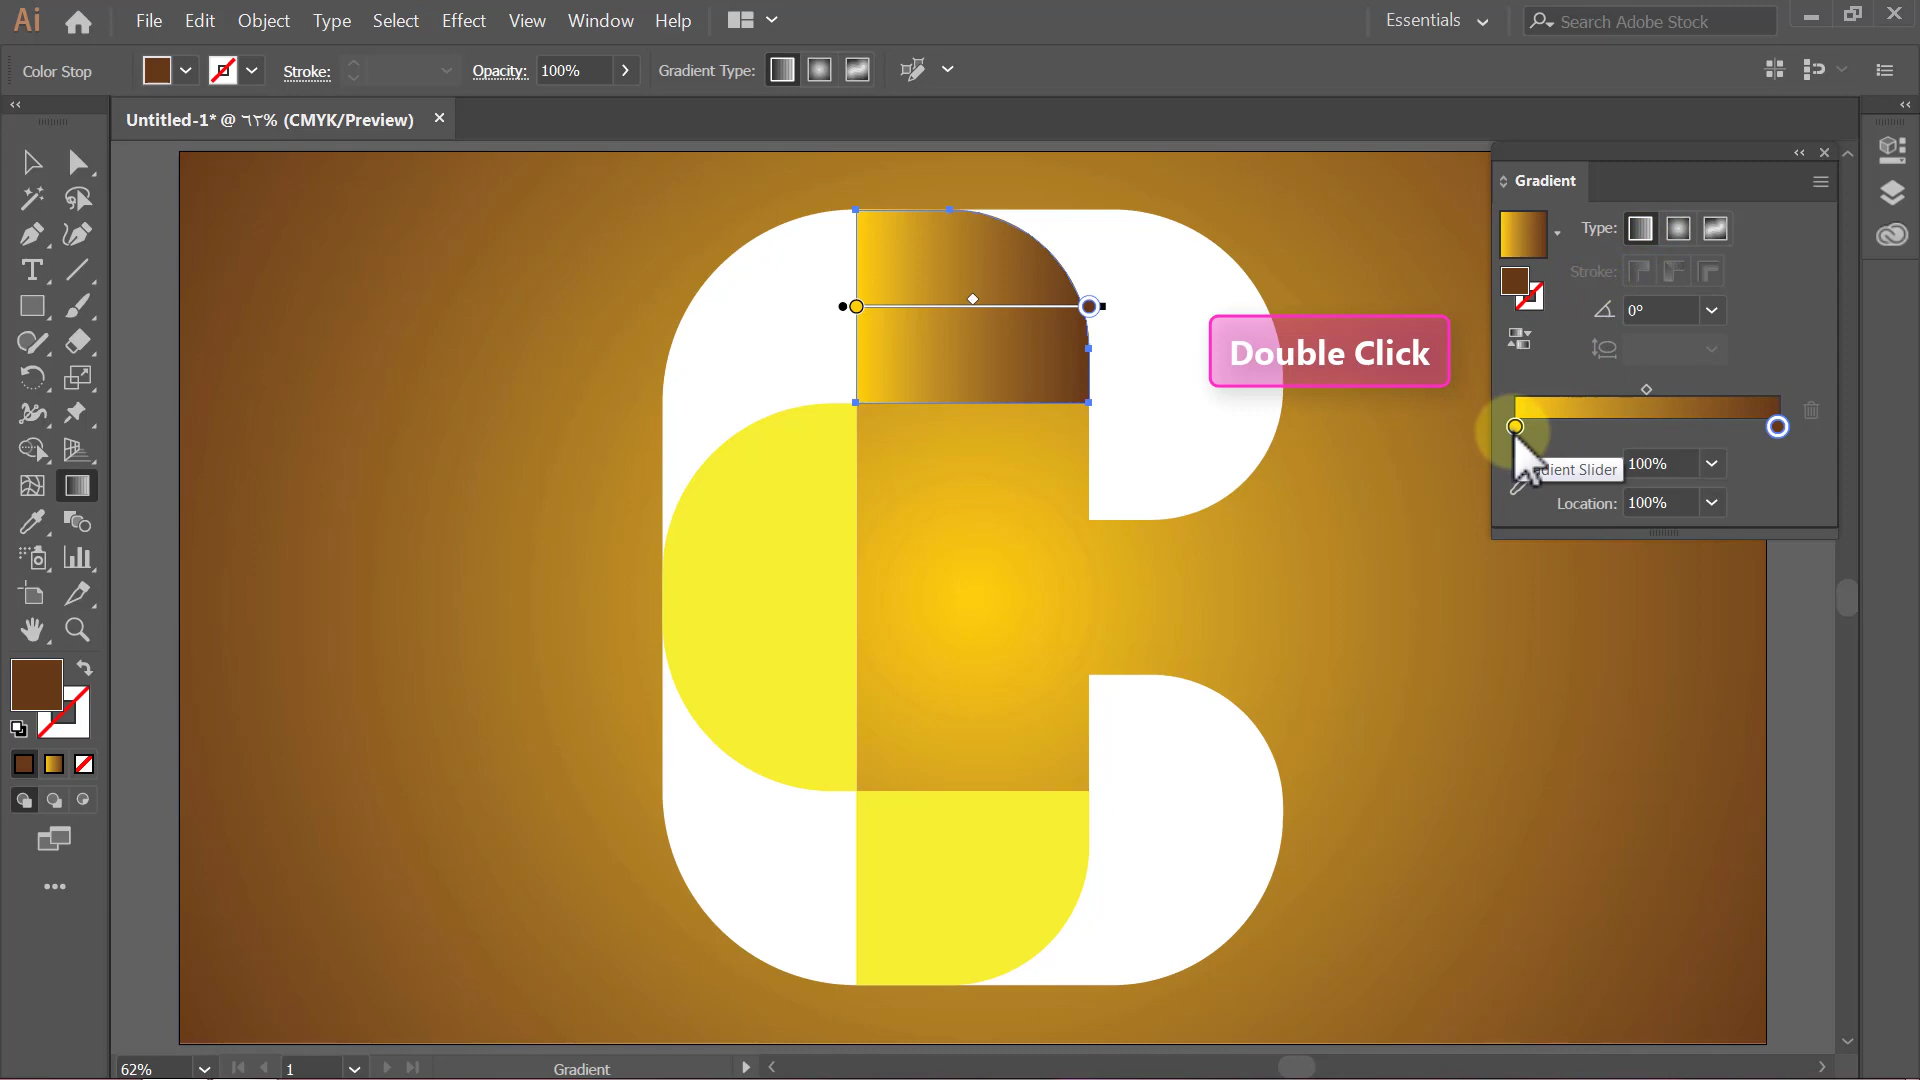 Ai File Edit Object Type Select Effect View Window Help Essentials Search Adobe Stock
Color Stop Stroke: Opacity: 100% Gradient Type:
Untitled-1* @ ٦٢% (CMYK/Preview)
Gradient
Type:
Stroke:
0°
Double Click
dient Slider 100%
Location: 100%
62% 1 Gradient